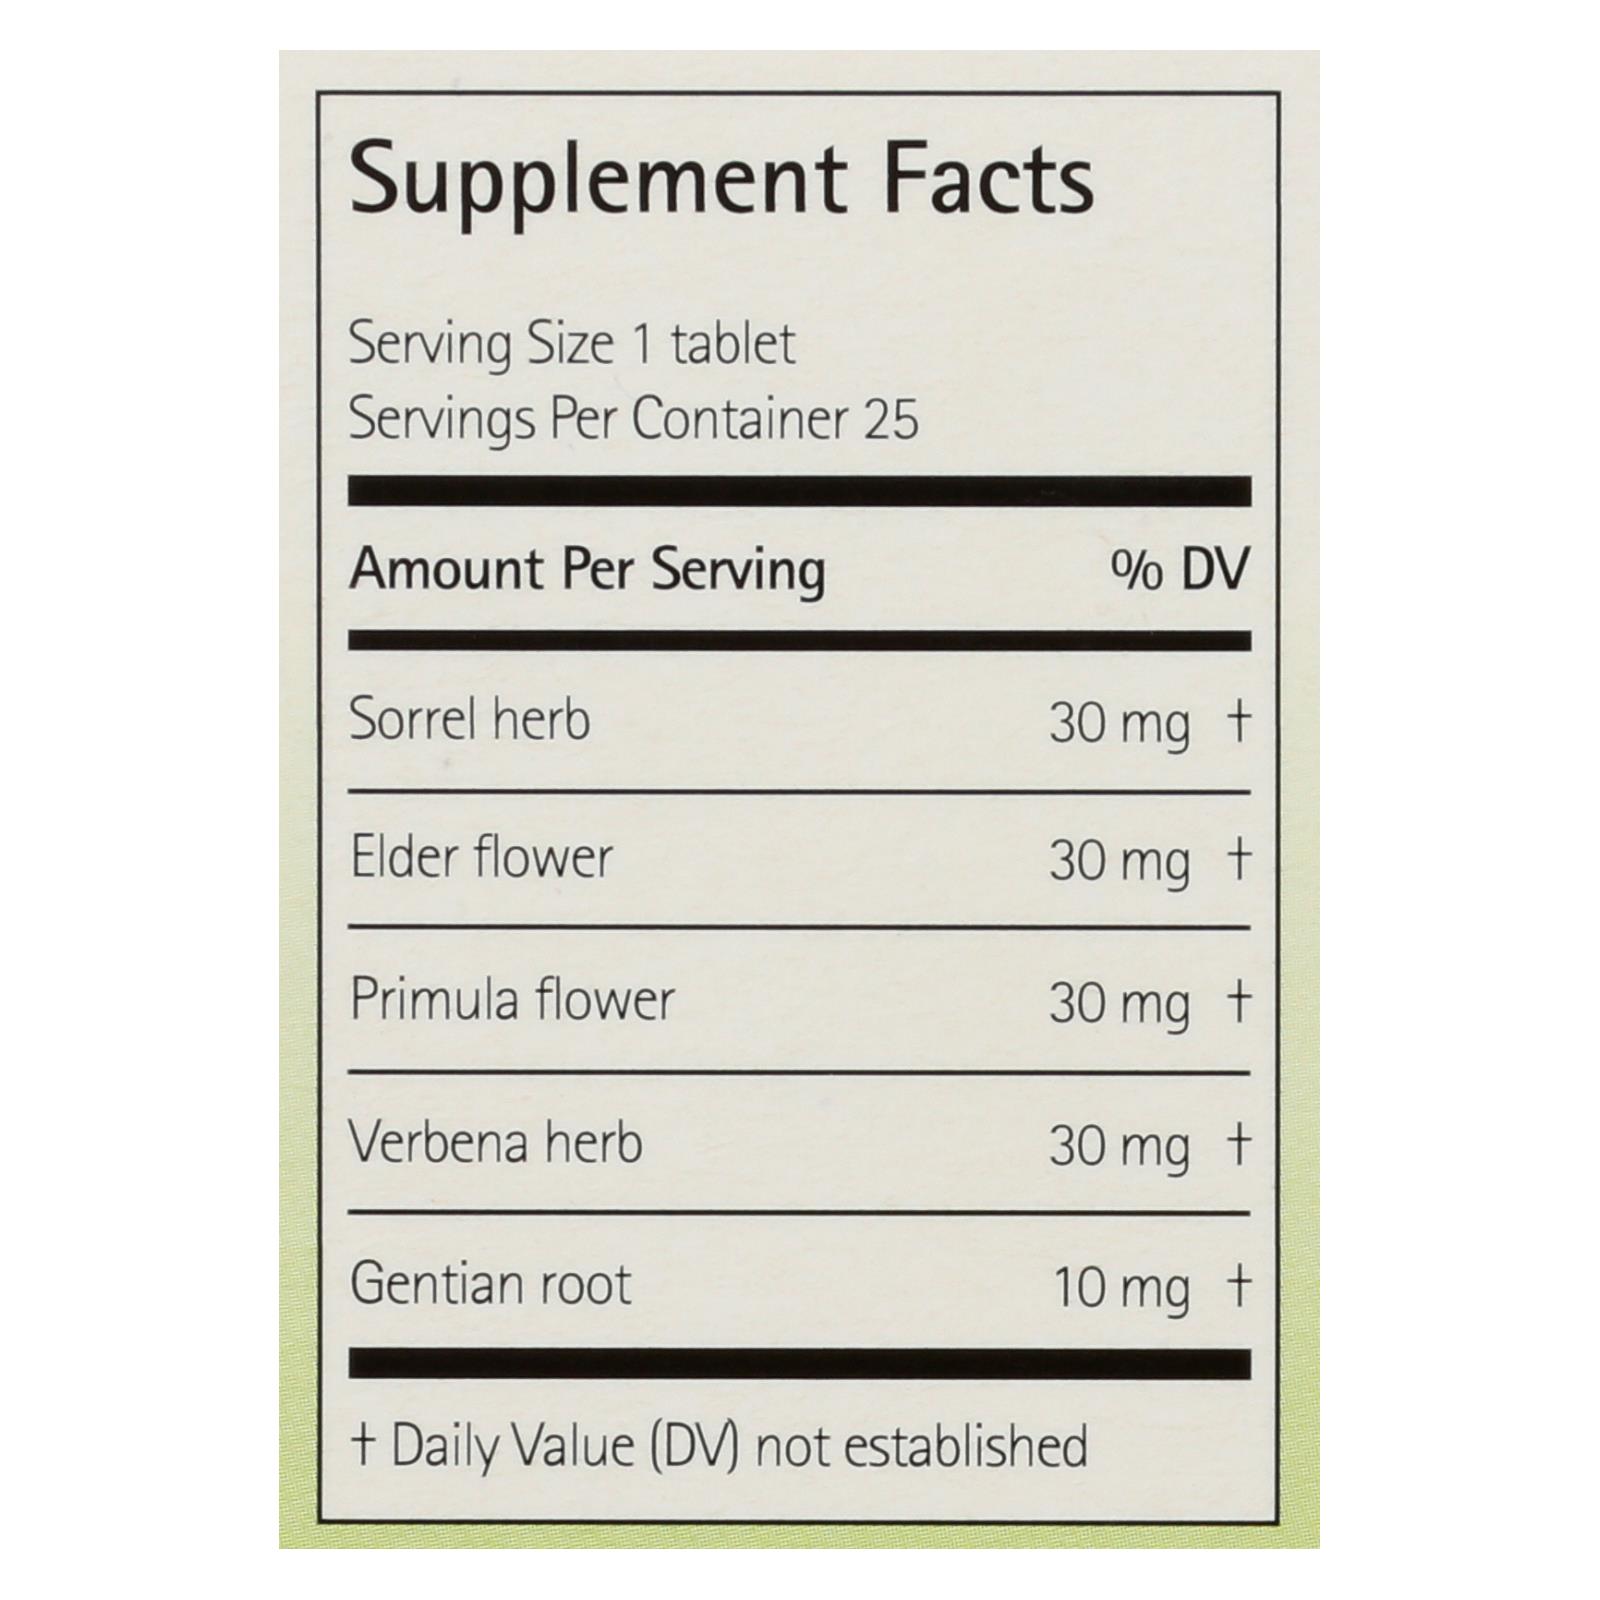 Supplement Facts
Serving Size 1 tablet
Servings Per Container 25
Amount Per Serving % DV
Sorrel herb 30 mg †
Elder flower 30 mg †
Primula flower 30 mg †
Verbena herb 30 mg †
Gentian root 10 mg †
† Daily Value (DV) not established